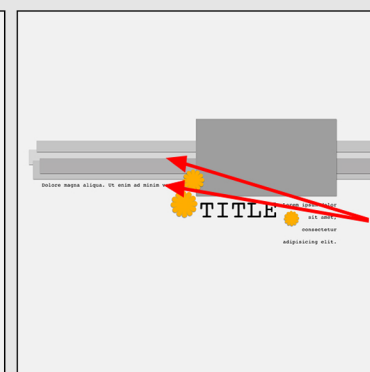 Dolore magna aliqua. Ut enim ad minim
TITLE
Lorem ipsum dolor
sit amet,
consectetur
adipisicing elit.